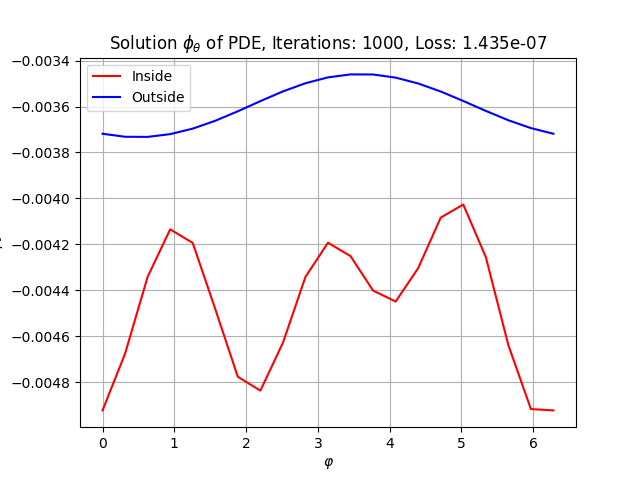 Solution ϕ_θ of PDE, Iterations: 1000, Loss: 1.435e-07
Inside
Outside
−0.0034
−0.0036
−0.0038
−0.0040
−0.0042
−0.0044
−0.0046
−0.0048
0 1 2 3 4 5 6
φ